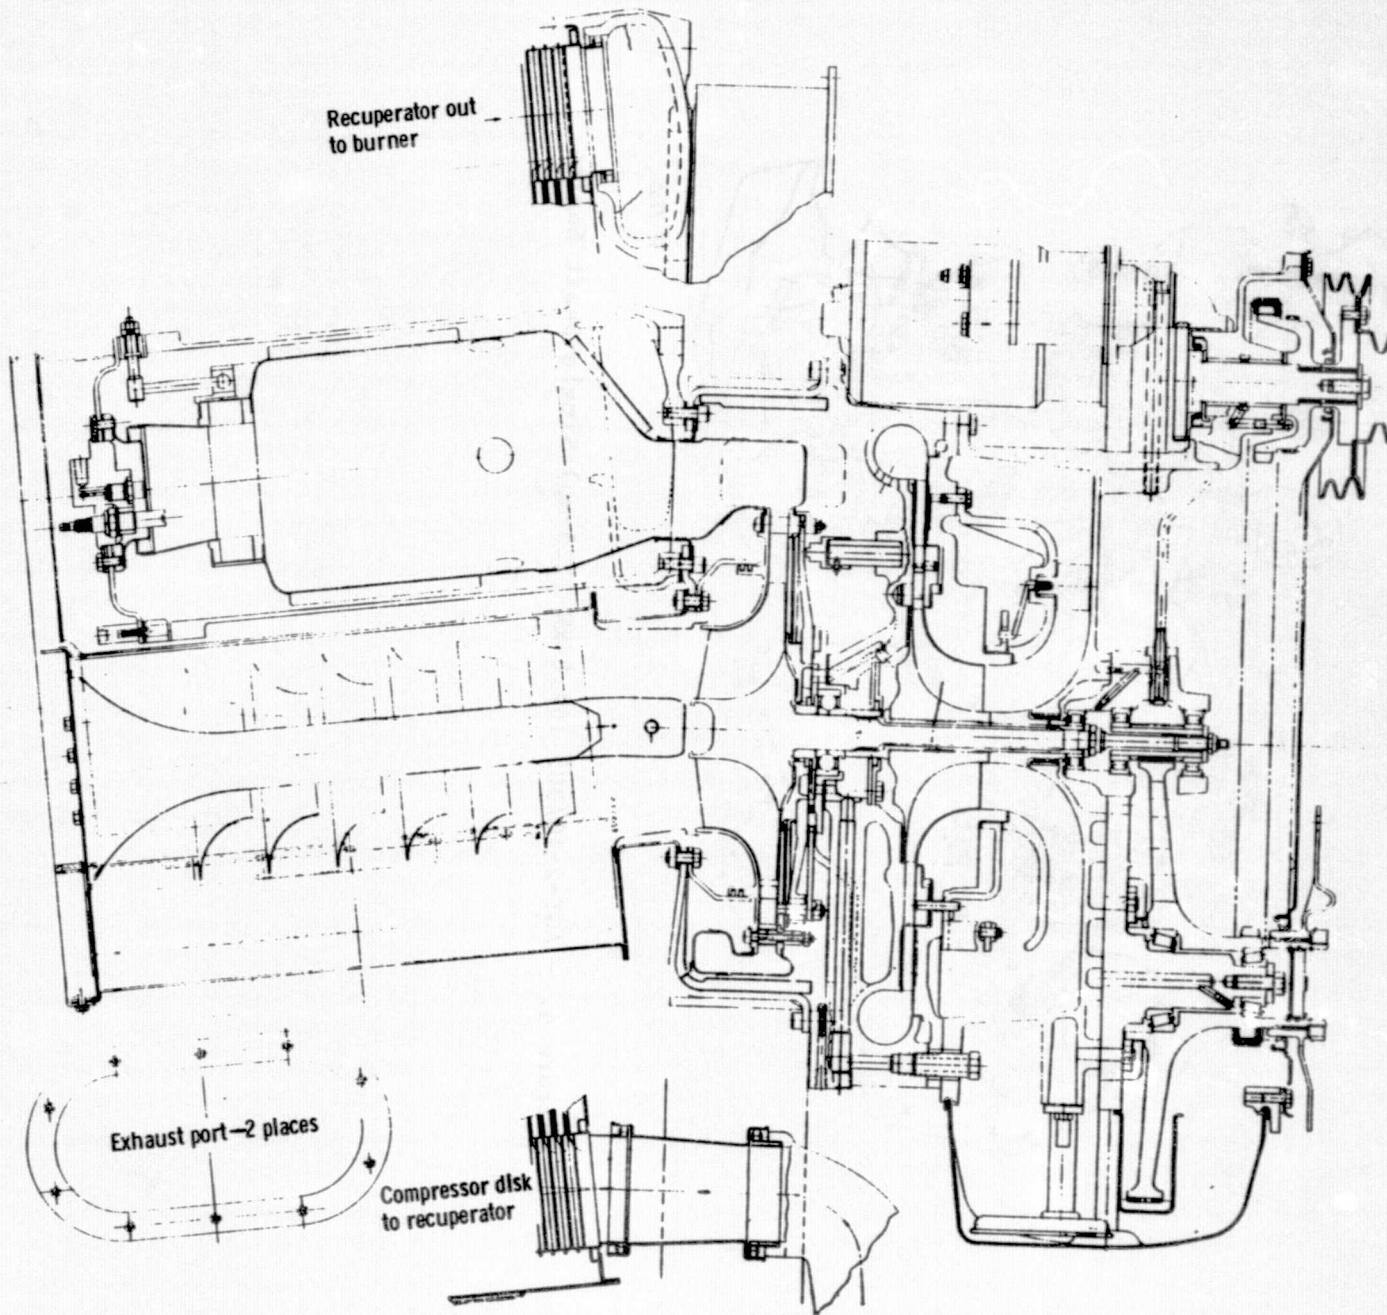 Recuperator out
to burner
Exhaust port—2 places
Compressor disk
to recuperator